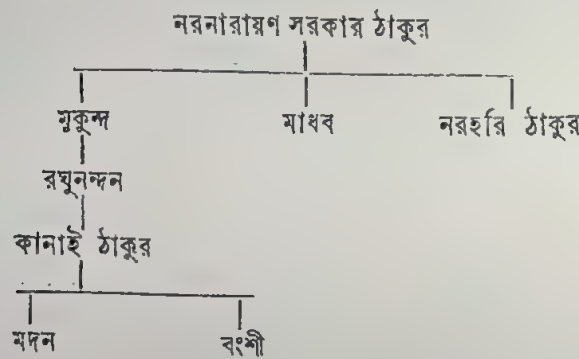 নরনারায়ণ সরকার ঠাকুর
মুকুন্দ মাধব নরহরি ঠাকুর
রঘুনন্দন
কানাই ঠাকুর
মদন বংশী